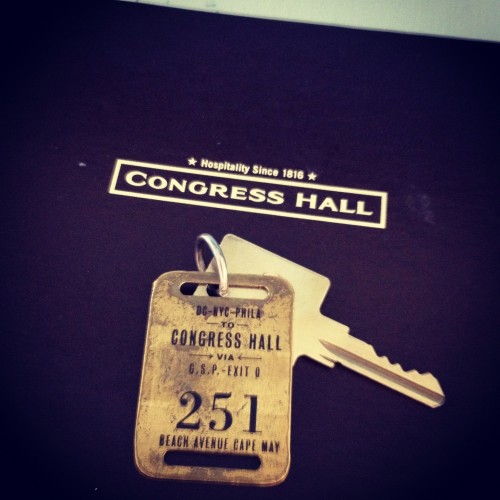 ★ Hospitality Since 1816 ★
CONGRESS HALL
DC-NYC-PHILA
TO
CONGRESS HALL
VIA
G.S.P.-EXIT 0
251
BEACH AVENUE CAPE MAY